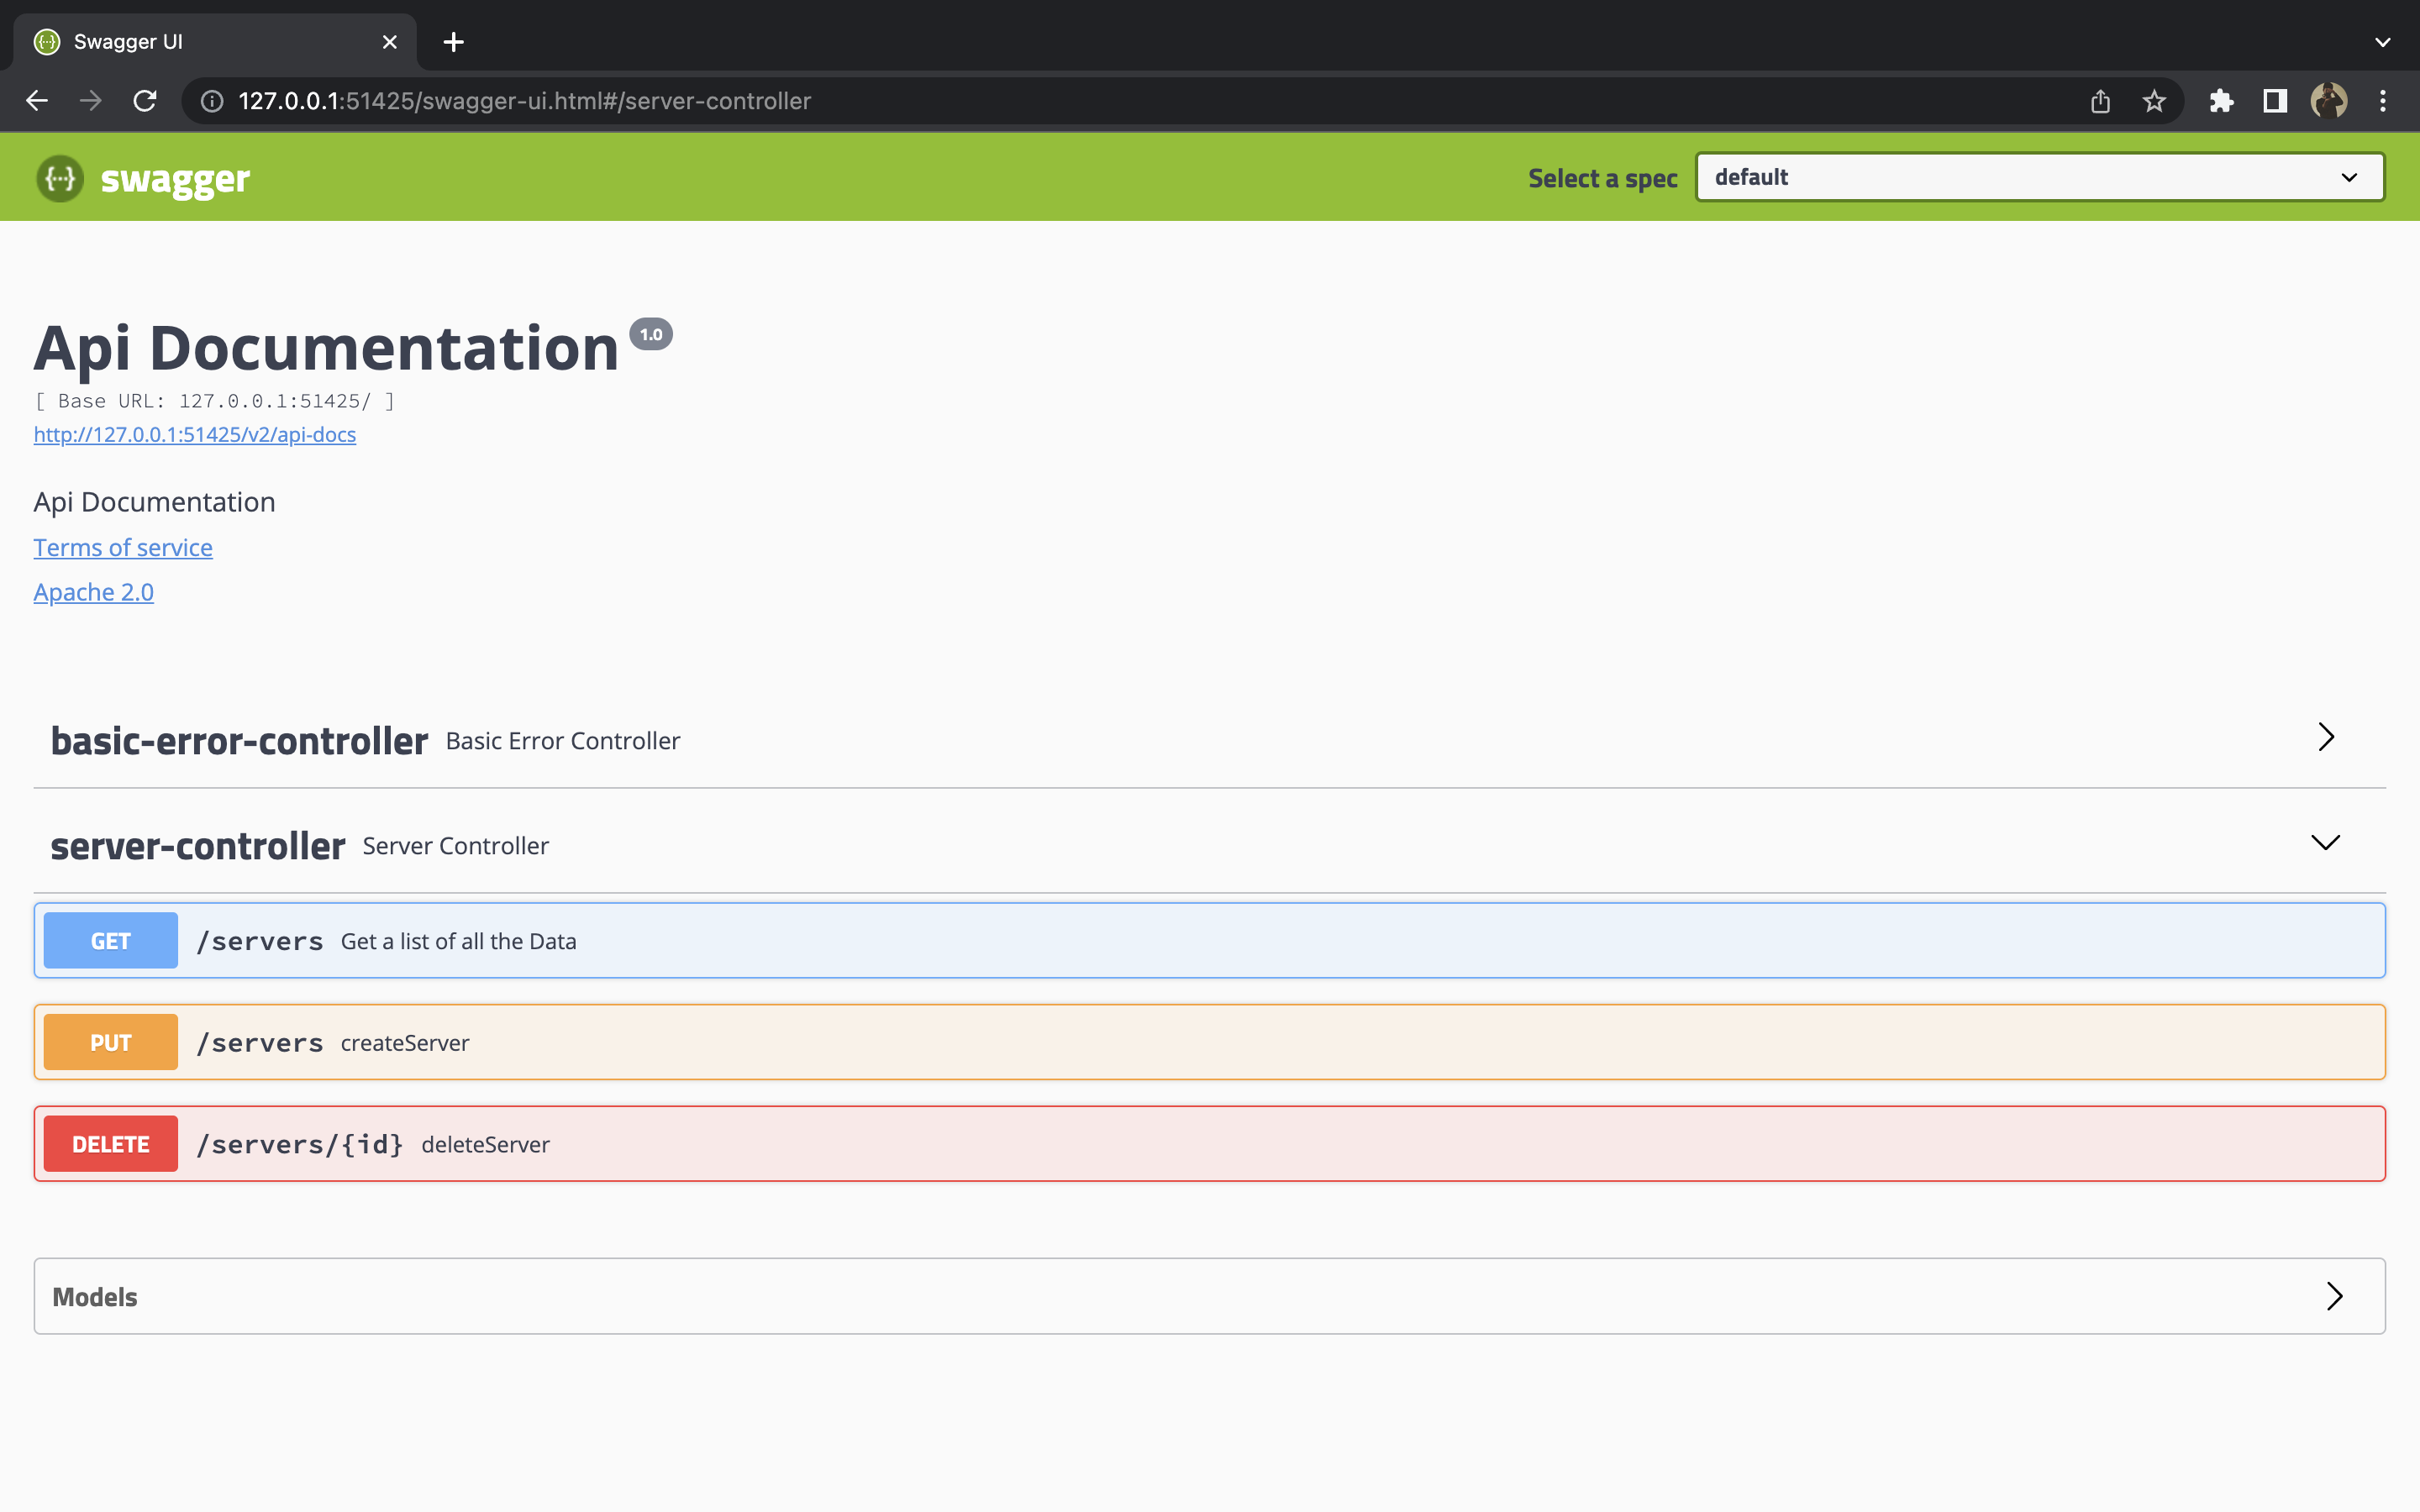 Swagger UI
127.0.0.1:51425/swagger-ui.html#/server-controller
{···} swagger
Select a spec
default
Api Documentation 1.0
[ Base URL: 127.0.0.1:51425/ ]
http://127.0.0.1:51425/v2/api-docs
Api Documentation
Terms of service
Apache 2.0
basic-error-controller Basic Error Controller
server-controller Server Controller
GET /servers Get a list of all the Data
PUT /servers createServer
DELETE /servers/{id} deleteServer
Models